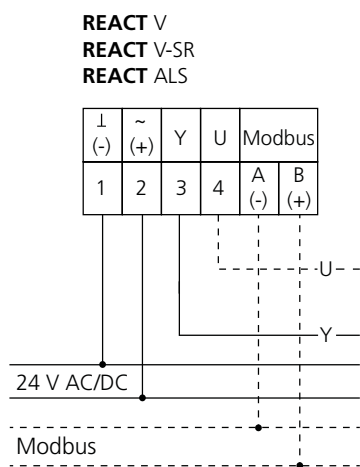 REACT V
REACT V-SR
REACT ALS
⊥ ~ Y U Modbus
(-) (+)
1 2 3 4 A B
(-) (+)
U
Y
24 V AC/DC
Modbus